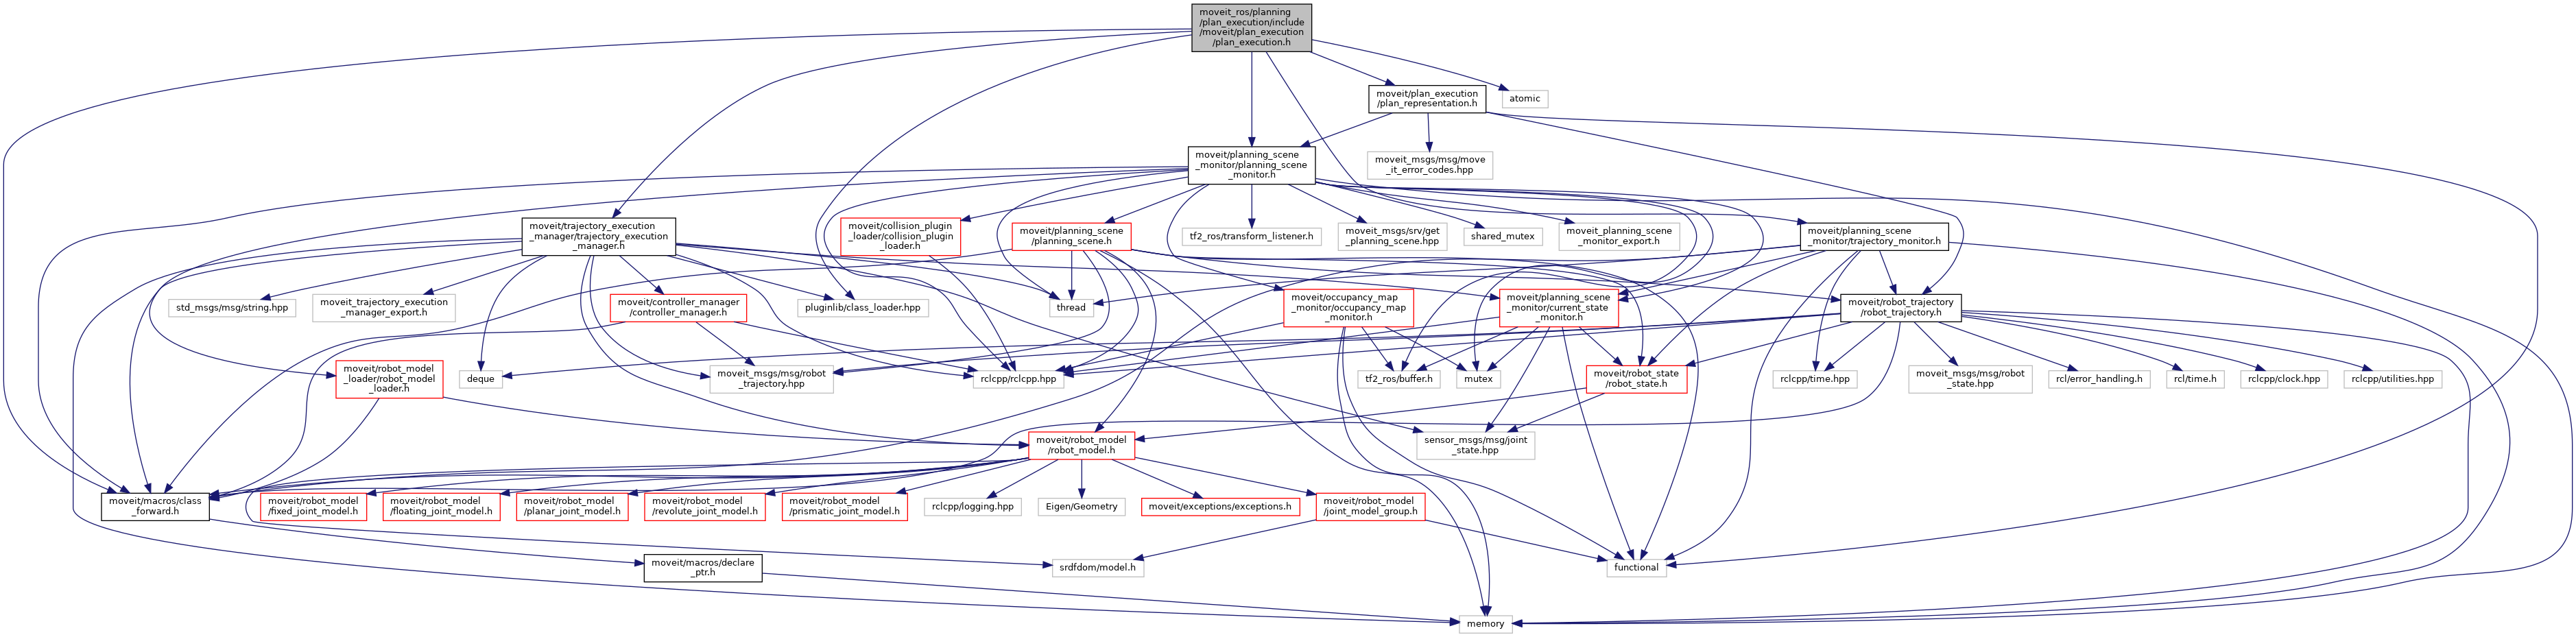 moveit_ros/planning
/plan_execution/include
/moveit/plan_execution
/plan_execution.h
moveit/plan_execution
/plan_representation.h
atomic
moveit/planning_scene
_monitor/planning_scene
_monitor.h
moveit_msgs/msg/move
_it_error_codes.hpp
moveit/trajectory_execution
_manager/trajectory_execution
_manager.h
moveit/collision_plugin
_loader/collision_plugin
_loader.h
moveit/planning_scene
/planning_scene.h
tf2_ros/transform_listener.h
moveit_msgs/srv/get
_planning_scene.hpp
shared_mutex
moveit_planning_scene
_monitor_export.h
moveit/planning_scene
_monitor/trajectory_monitor.h
std_msgs/msg/string.hpp
moveit_trajectory_execution
_manager_export.h
moveit/controller_manager
/controller_manager.h
pluginlib/class_loader.hpp
thread
moveit/occupancy_map
_monitor/occupancy_map
_monitor.h
moveit/planning_scene
_monitor/current_state
_monitor.h
moveit/robot_trajectory
/robot_trajectory.h
moveit/robot_model
_loader/robot_model
_loader.h
deque
moveit_msgs/msg/robot
_trajectory.hpp
rclcpp/rclcpp.hpp
tf2_ros/buffer.h
mutex
moveit/robot_state
/robot_state.h
rclcpp/time.hpp
moveit_msgs/msg/robot
_state.hpp
rcl/error_handling.h
rcl/time.h
rclcpp/clock.hpp
rclcpp/utilities.hpp
moveit/robot_model
/robot_model.h
sensor_msgs/msg/joint
_state.hpp
moveit/macros/class
_forward.h
moveit/robot_model
/fixed_joint_model.h
moveit/robot_model
/floating_joint_model.h
moveit/robot_model
/planar_joint_model.h
moveit/robot_model
/revolute_joint_model.h
moveit/robot_model
/prismatic_joint_model.h
rclcpp/logging.hpp
Eigen/Geometry
moveit/exceptions/exceptions.h
moveit/robot_model
/joint_model_group.h
moveit/macros/declare
_ptr.h
srdfdom/model.h
functional
memory